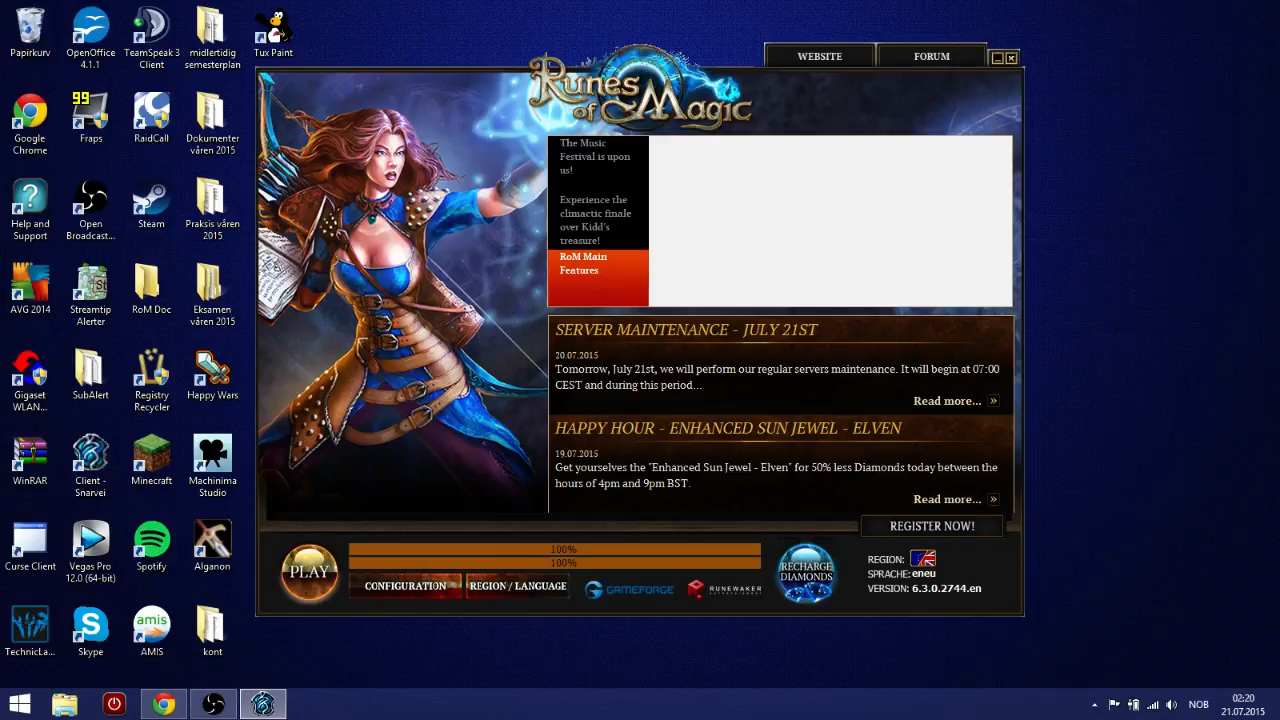 Papirkurv
OpenOffice 4.1.1
TeamSpeak 3 Client
midlertidig semesterplan
Tux Paint
Google Chrome
99
Fraps
RaidCall
Dokumenter våren 2015
Help and Support
Open Broadcast...
Steam
Praksis våren 2015
AVG 2014
Streamtip Alerter
RoM Doc
Eksamen våren 2015
Gigaset WLAN...
SubAlert
Registry Recycler
Happy Wars
WinRAR
Client - Snarvei
Minecraft
Machinima Studio
Curse Client
Vegas Pro 12.0 (64-bit)
Spotify
Alganon
TechnicLa...
Skype
amis
AMIS
kont
WEBSITE
FORUM
Runes of Magic
The Music
Festival is upon
us!
Experience the
climactic finale
over Kidd's
treasure!
RoM Main
Features
SERVER MAINTENANCE - JULY 21ST
20.07.2015
Tomorrow, July 21st, we will perform our regular servers maintenance. It will begin at 07:00
CEST and during this period...
Read more... »
HAPPY HOUR - ENHANCED SUN JEWEL - ELVEN
19.07.2015
Get yourselves the "Enhanced Sun Jewel - Elven" for 50% less Diamonds today between the
hours of 4pm and 9pm BST.
Read more... »
REGISTER NOW!
PLAY
100%
100%
CONFIGURATION
REGION / LANGUAGE
GAMEFORGE
RUNEWAKER
ENTERTAINMENT
RECHARGE
DIAMONDS
REGION:
SPRACHE: eneu
VERSION: 6.3.0.2744.en
NOB
02:20
21.07.2015